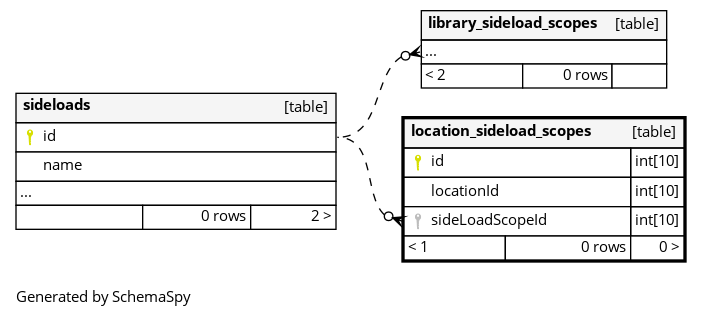 library_sideload_scopes [table]
...
< 2 0 rows
sideloads [table]
id
name
...
0 rows 2 >
location_sideload_scopes [table]
id int[10]
locationId int[10]
sideLoadScopeId int[10]
< 1 0 rows 0 >
Generated by SchemaSpy